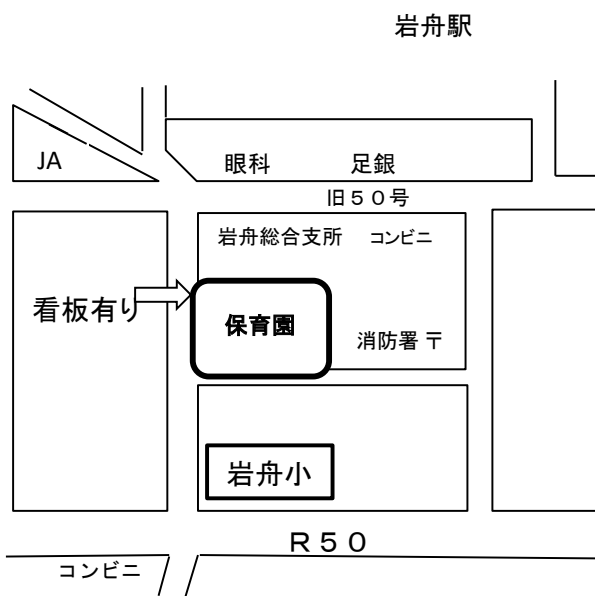 岩舟駅
JA
眼科 足銀
旧50号
岩舟総合支所 コンビニ
看板有り
保育園
消防署 〒
岩舟小
R50
コンビニ